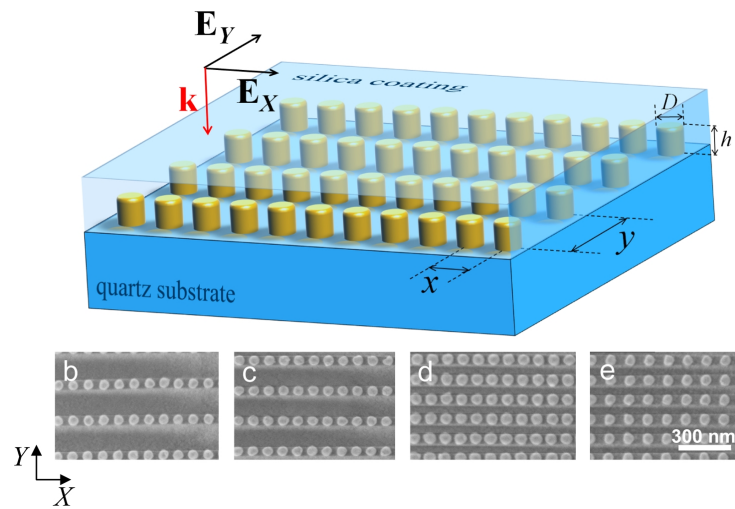 E_Y
silica coating
E_X
k
D
h
y
x
quartz substrate
b
c
d
e
300 nm
Y
X